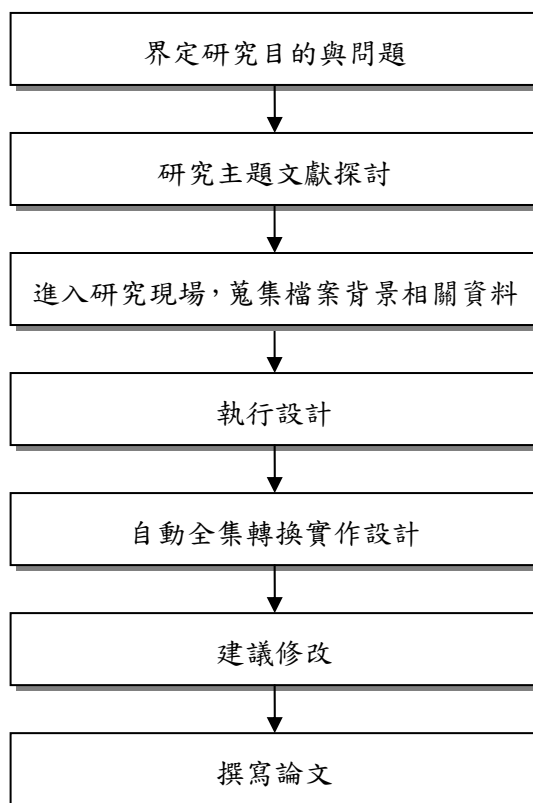 界定研究目的與問題
研究主題文獻探討
進入研究現場，蒐集檔案背景相關資料
執行設計
自動全集轉換實作設計
建議修改
撰寫論文